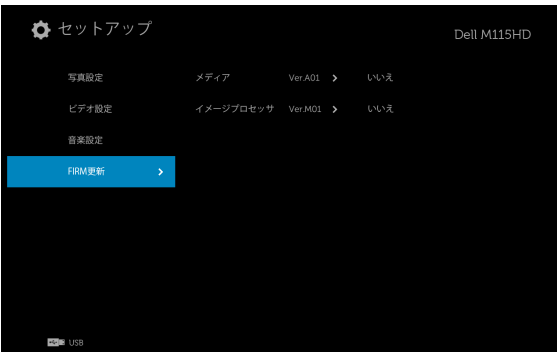 セットアップ
Dell M115HD
写真設定 メディア Ver.A01 > いいえ
ビデオ設定 イメージプロセッサ Ver.M01 > いいえ
音楽設定
FIRM更新 >
USB